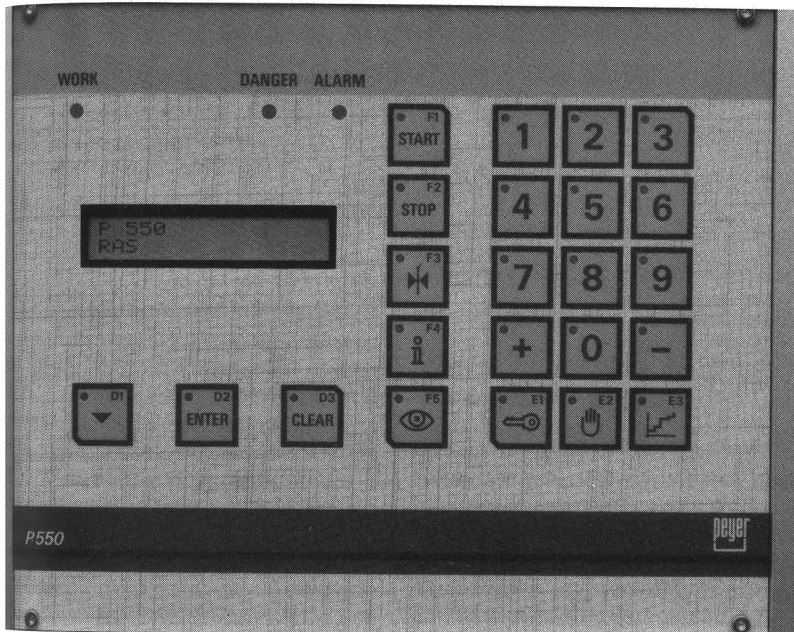 WORK DANGER ALARM
F1
START
1 2 3
F2
STOP
4 5 6
P 550
RAS
F3
7 8 9
F4
i
+ 0 -
D1
D2
ENTER
D3
CLEAR
F5
E1
E2
E3
P550
peyer